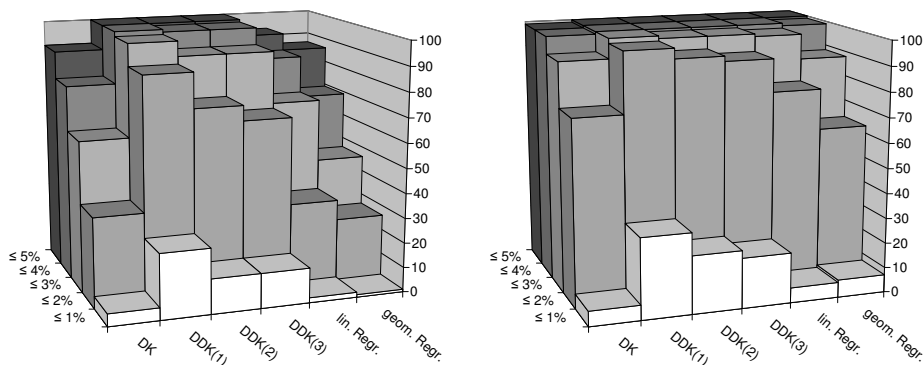 100
90
80
70
60
50
40
30
20
10
0
≤ 5%
≤ 4%
≤ 3%
≤ 2%
≤ 1%
DK
DDK(1)
DDK(2)
DDK(3)
lin. Regr.
geom. Regr.
100
90
80
70
60
50
40
30
20
10
0
≤ 5%
≤ 4%
≤ 3%
≤ 2%
≤ 1%
DK
DDK(1)
DDK(2)
DDK(3)
lin. Regr.
geom. Regr.